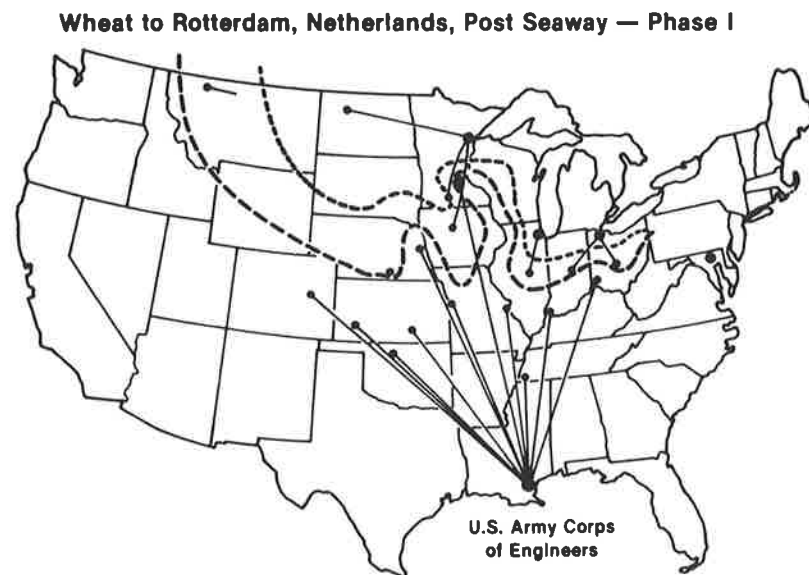 Wheat to Rotterdam, Netherlands, Post Seaway — Phase I
U.S. Army Corps
of Engineers